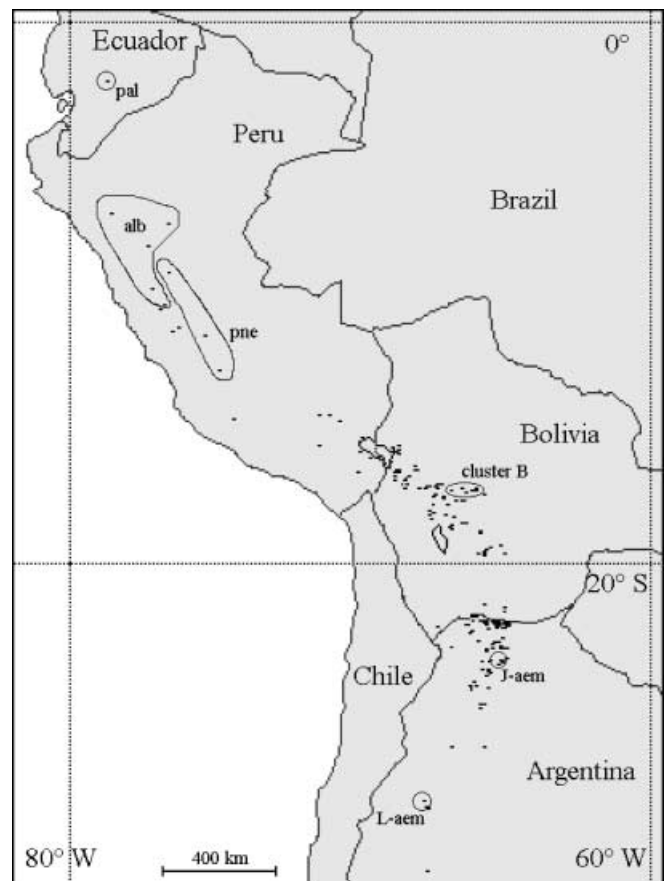 Ecuador
0°
pal
Peru
Brazil
alb
pne
Bolivia
cluster B
20° S
Chile
J-aem
Argentina
L-aem
80° W
400 km
60° W